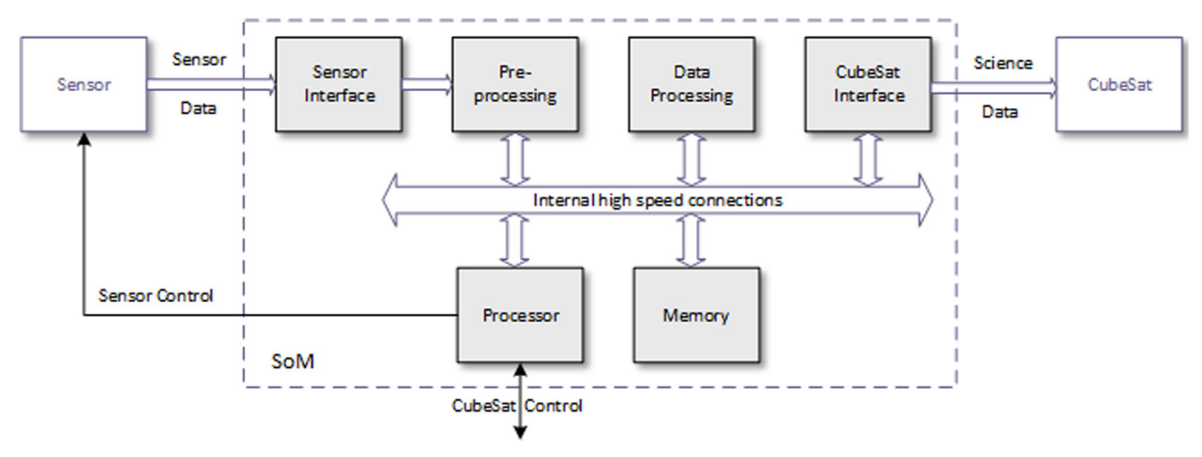 Sensor
Sensor
Data
Sensor
Interface
Pre-
processing
Data
Processing
CubeSat
Interface
Science
Data
CubeSat
Internal high speed connections
Sensor Control
Processor
Memory
SoM
CubeSat Control